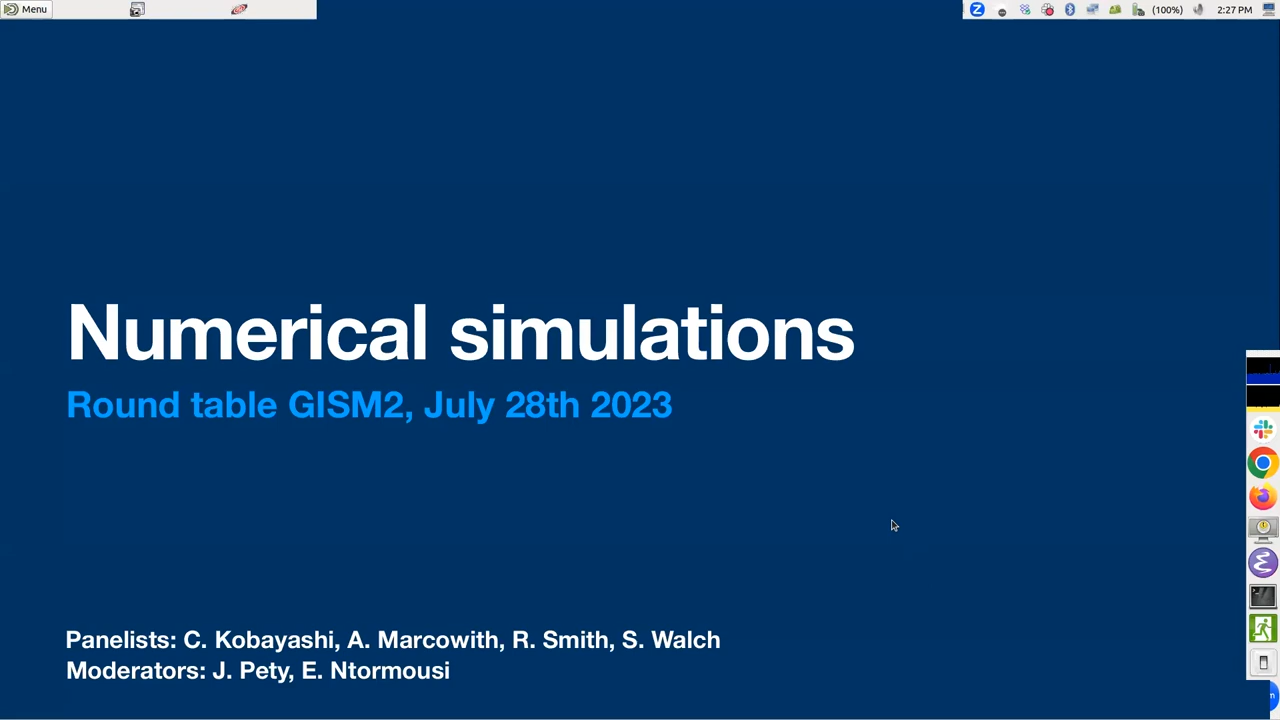 Menu
(100%) 2:27 PM
Numerical simulations
Round table GISM2, July 28th 2023
Panelists: C. Kobayashi, A. Marcowith, R. Smith, S. Walch
Moderators: J. Pety, E. Ntormousi